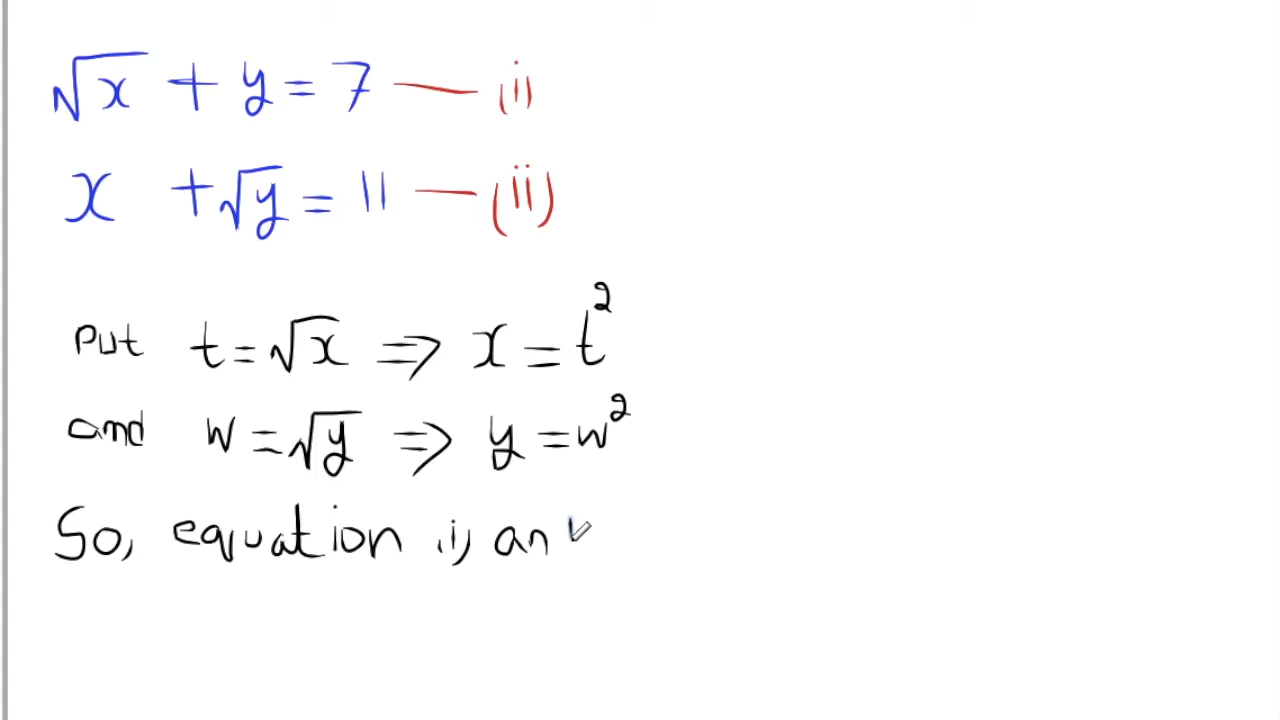 √x + y = 7 — (i)
x + √y = 11 — (ii)
Put t = √x ⇒ x = t²
and w = √y ⇒ y = w²
So, equation (i) an